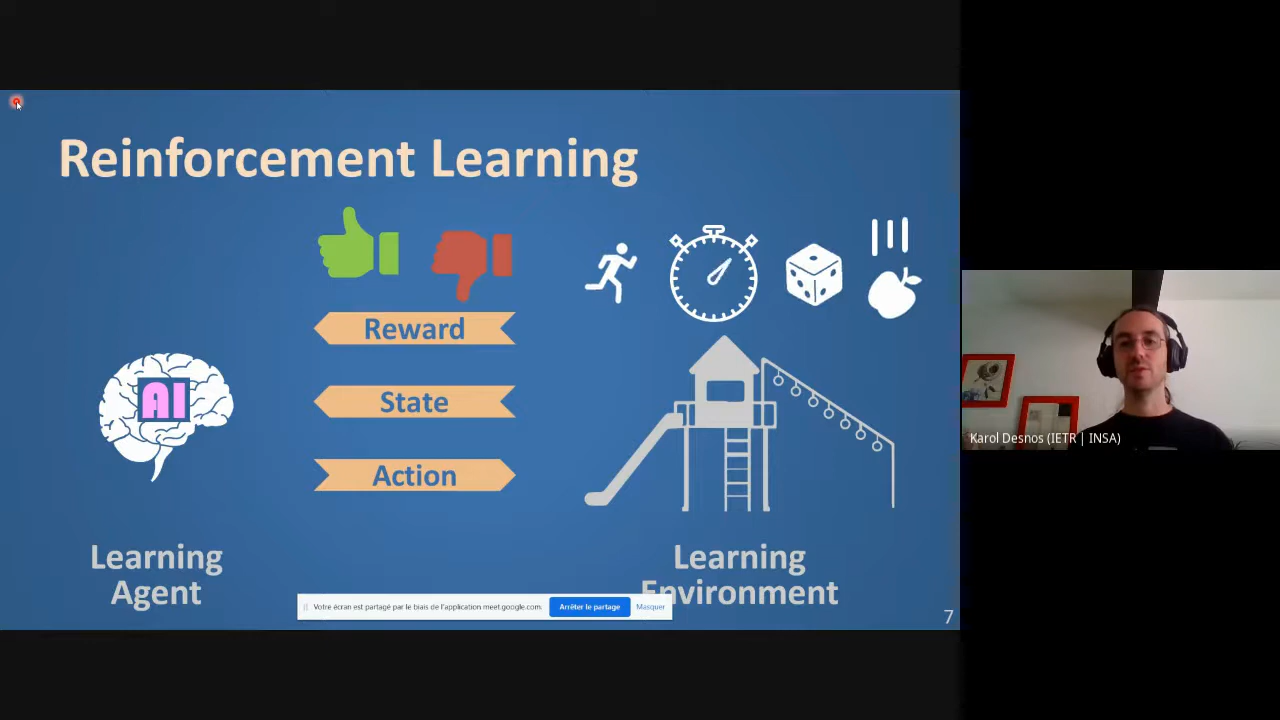 Reinforcement Learning
Reward
State
Action
AI
Learning
Agent
Learning
Environment
Votre écran est partagé par le biais de l'application meet.google.com.
Arrêter le partage
Masquer
7
Karol Desnos (IETR | INSA)